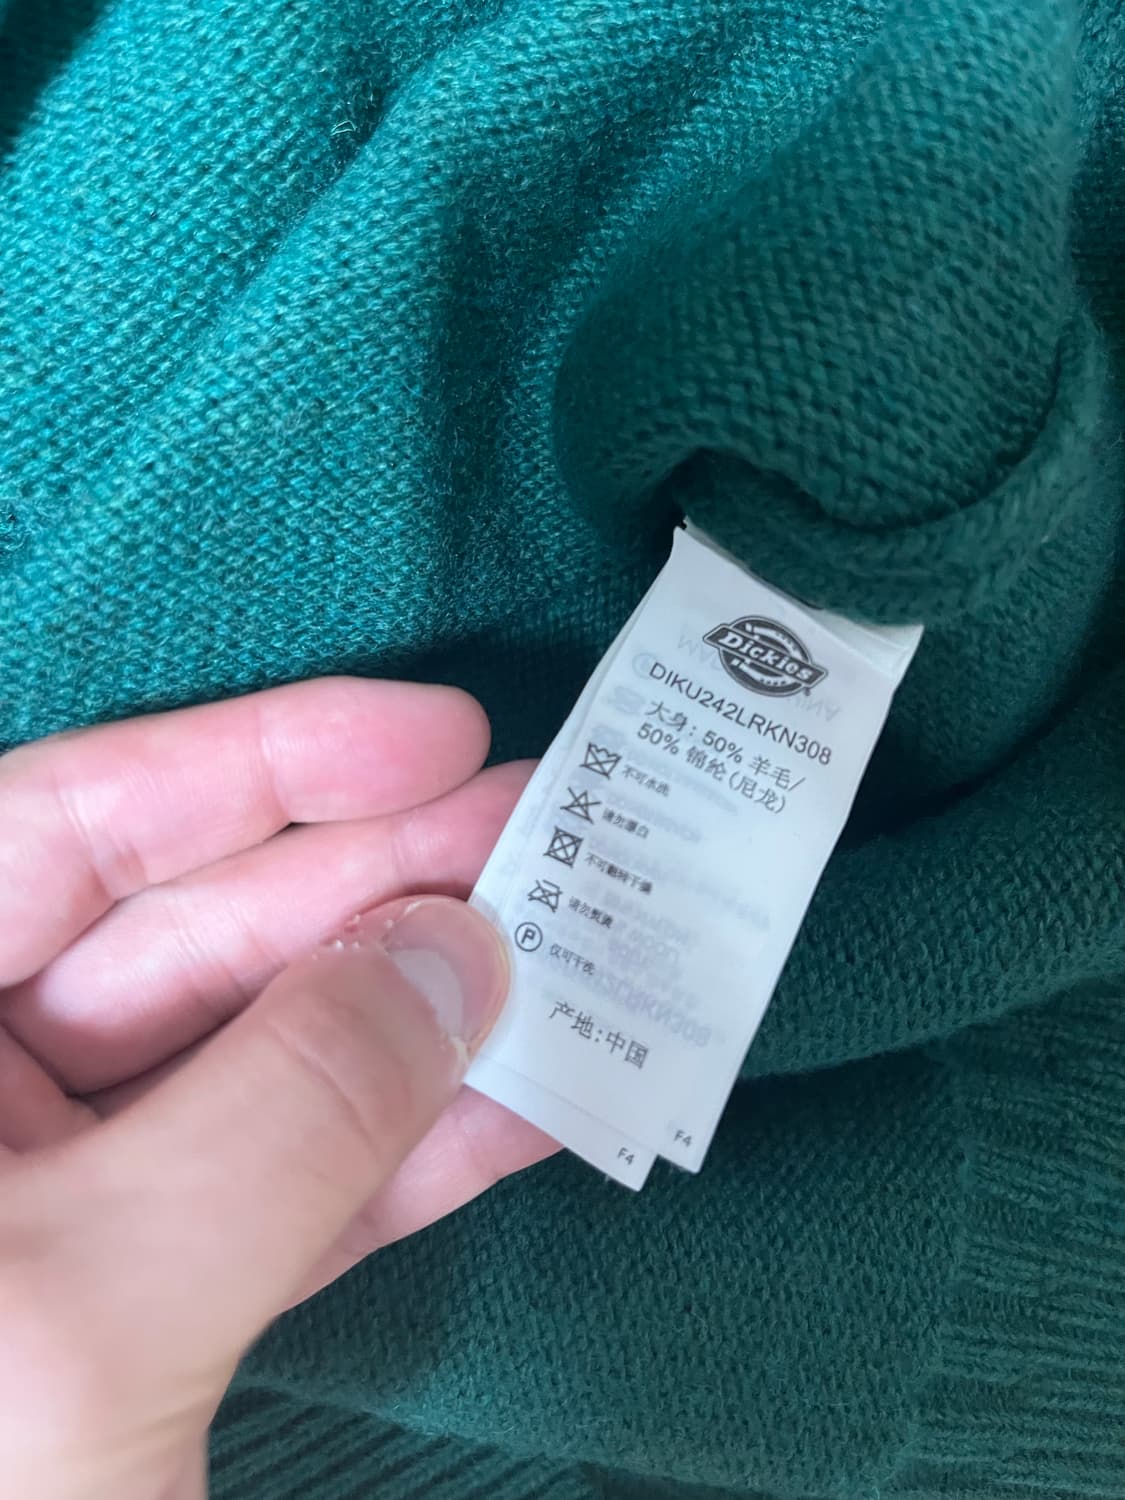 Dickies
DIKU242LRKN308
大身: 50% 羊毛/
50% 锦纶(尼龙)
不可水洗
请勿漂白
不可翻转干燥
请勿熨烫
P 仅可干洗
产地:中国
F4
F4